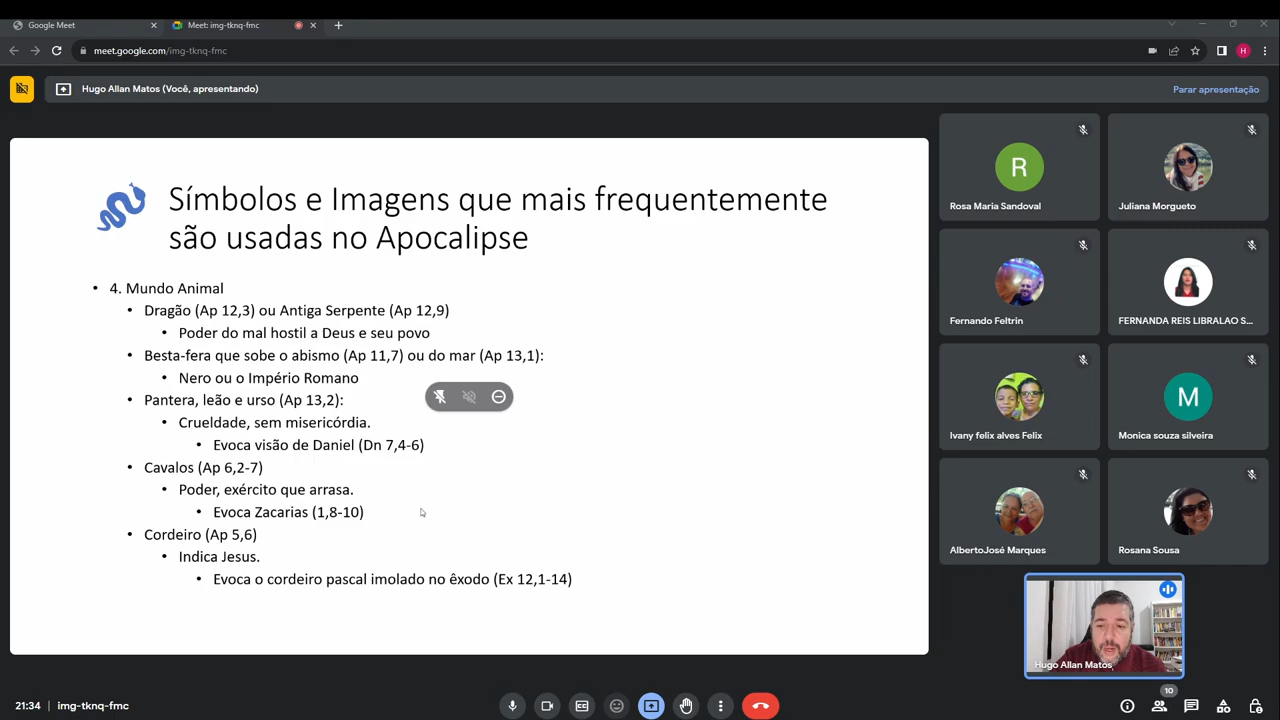 Google Meet
Meet: img-tknq-fmc
meet.google.com/img-tknq-fmc
H
Hugo Allan Matos (Você, apresentando)
Parar apresentação
Símbolos e Imagens que mais frequentemente
são usadas no Apocalipse
• 4. Mundo Animal
• Dragão (Ap 12,3) ou Antiga Serpente (Ap 12,9)
• Poder do mal hostil a Deus e seu povo
• Besta-fera que sobe o abismo (Ap 11,7) ou do mar (Ap 13,1):
• Nero ou o Império Romano
• Pantera, leão e urso (Ap 13,2):
• Crueldade, sem misericórdia.
• Evoca visão de Daniel (Dn 7,4-6)
• Cavalos (Ap 6,2-7)
• Poder, exército que arrasa.
• Evoca Zacarias (1,8-10)
• Cordeiro (Ap 5,6)
• Indica Jesus.
• Evoca o cordeiro pascal imolado no êxodo (Ex 12,1-14)
R
Rosa Maria Sandoval
Juliana Morgueto
Fernando Feltrin
FERNANDA REIS LIBRALAO S...
Ivany felix alves Felix
M
Monica souza silveira
AlbertoJosé Marques
Rosana Sousa
Hugo Allan Matos
21:34
img-tknq-fmc
CC
10